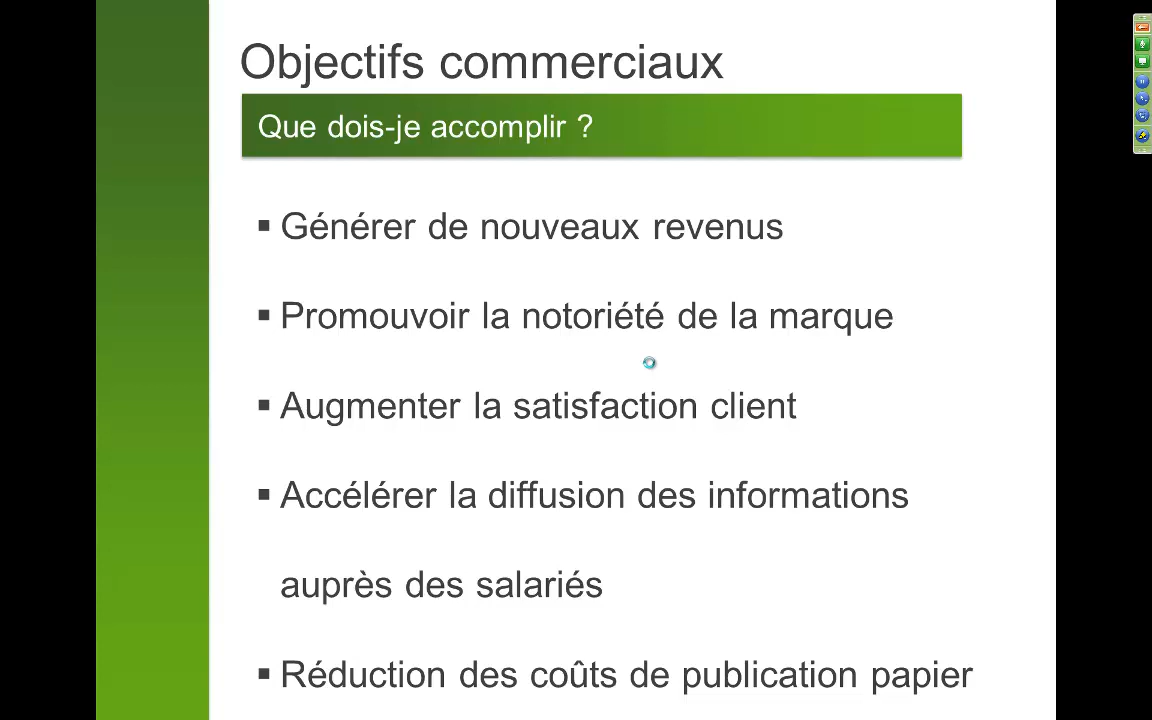 Objectifs commerciaux
Que dois-je accomplir ?
▪ Générer de nouveaux revenus
▪ Promouvoir la notoriété de la marque
▪ Augmenter la satisfaction client
▪ Accélérer la diffusion des informations
auprès des salariés
▪ Réduction des coûts de publication papier